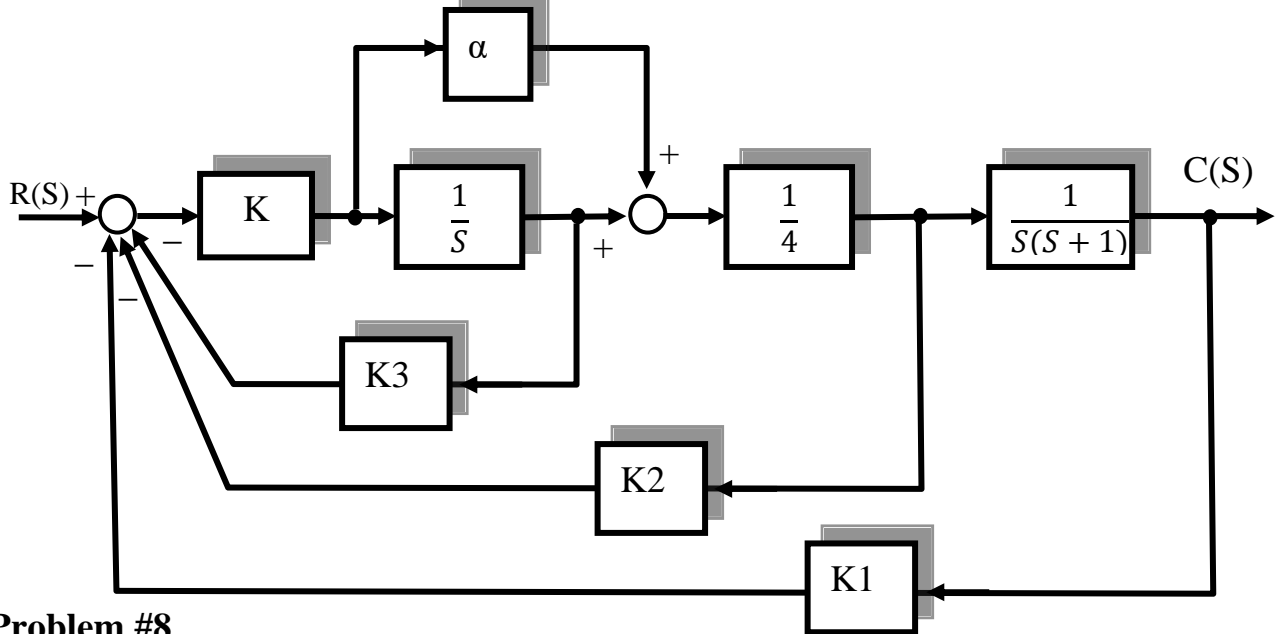 α
+
R(S) +
K
1
S
+
1
4
1
S(S + 1)
C(S)
−
−
−
K3
K2
K1
Problem #8